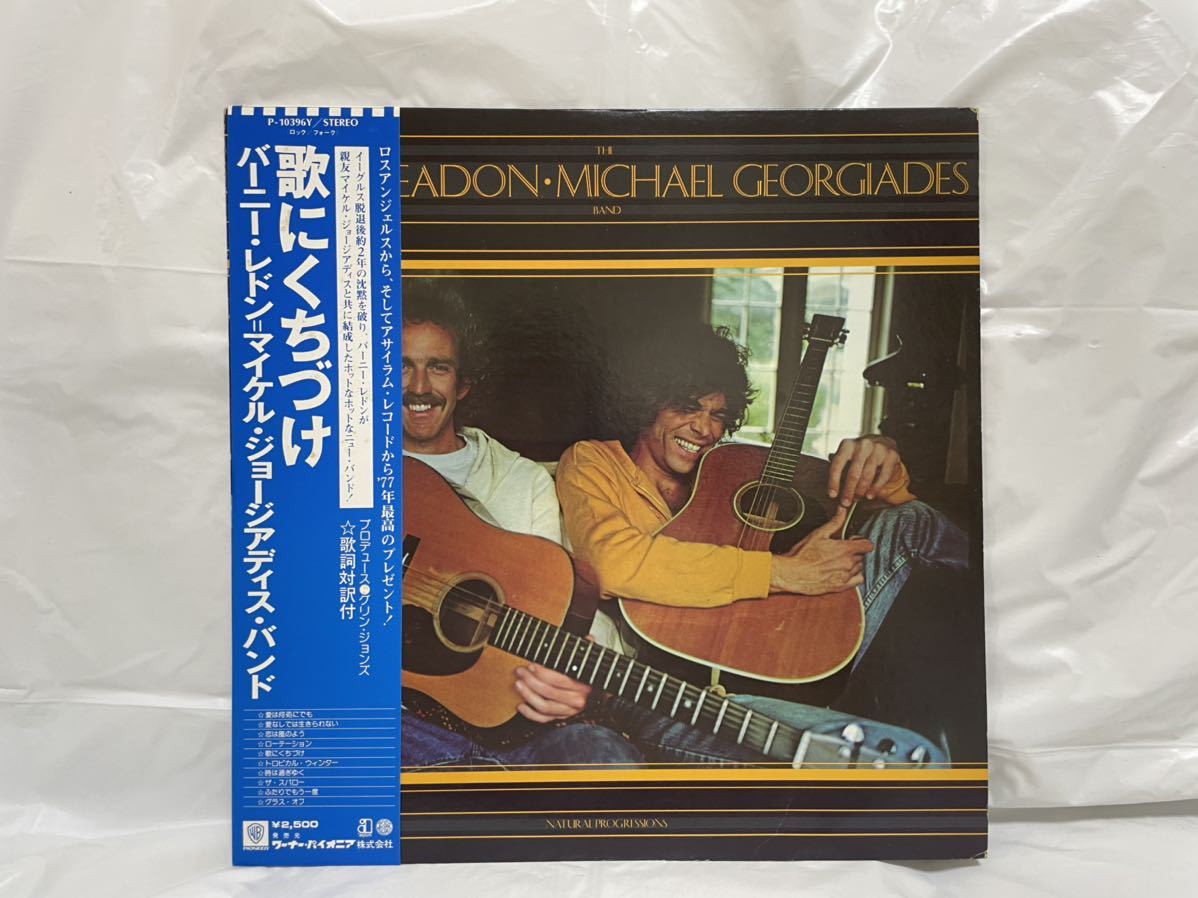 P-10396Y/STEREO
(ロック/フォーク)
歌にくちづけ
バーニー・レドン=マイケル・ジョージアディス・バンド
ロスアンジェルスから、そしてアサイラム・レコードから'77年最高のプレゼント!
イーグルス脱退後約2年の沈黙を破り、バーニー・レドンが
親友マイケル・ジョージアディスと共に結成したホットなホットなニュー・バンド!
プロデュース●グリン・ジョンズ
☆歌詞対訳付
☆愛は何処にでも
☆愛なしでは生きられない
☆恋は風のよう
☆ローテーション
☆歌にくちづけ
☆トロピカル・ウィンター
☆時は過ぎゆく
☆ザ・スパロー
☆ふたりでもう一度
☆グラス・オフ
¥2,500
WB
PIONEER
発売元
ワーナー・パイオニア株式会社
THE
EADON • MICHAEL GEORGIADES
BAND
NATURAL PROGRESSIONS